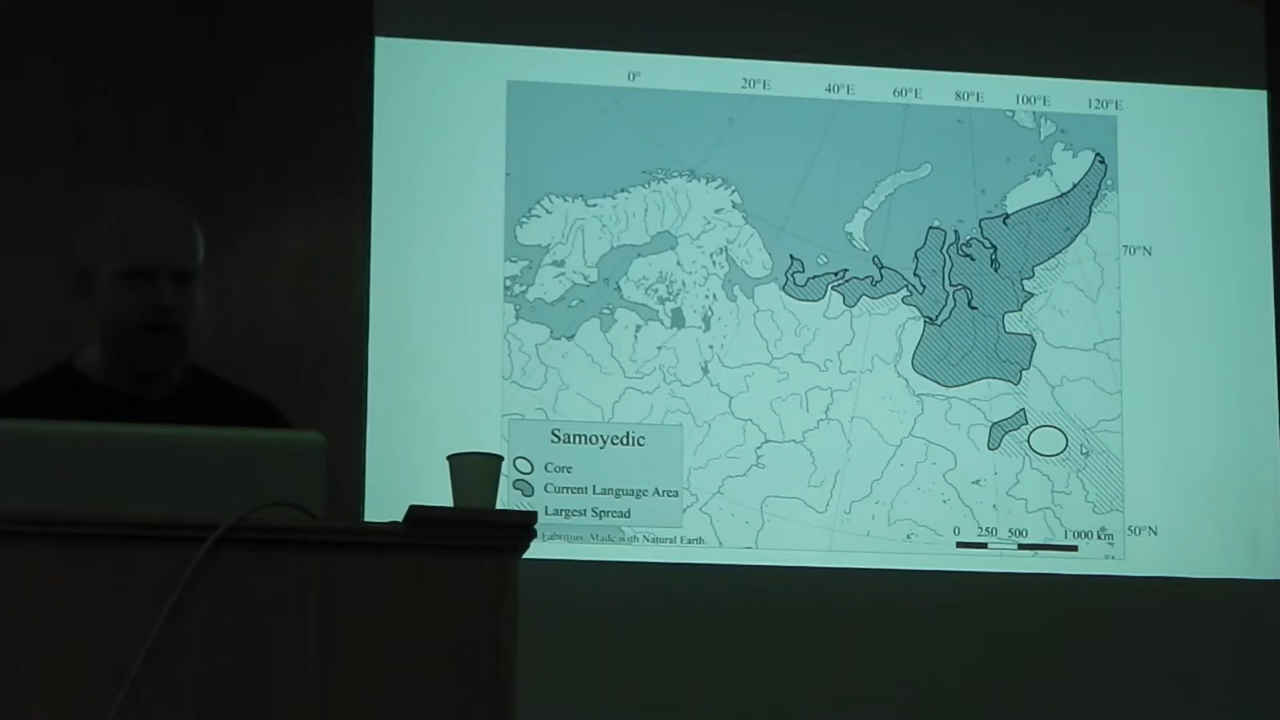 0° 20°E 40°E 60°E 80°E 100°E 120°E
70°N
Samoyedic
Core
Current Language Area
Largest Spread
0 250 500 1'000 km
50°N
Fabritius. Made with Natural Earth.